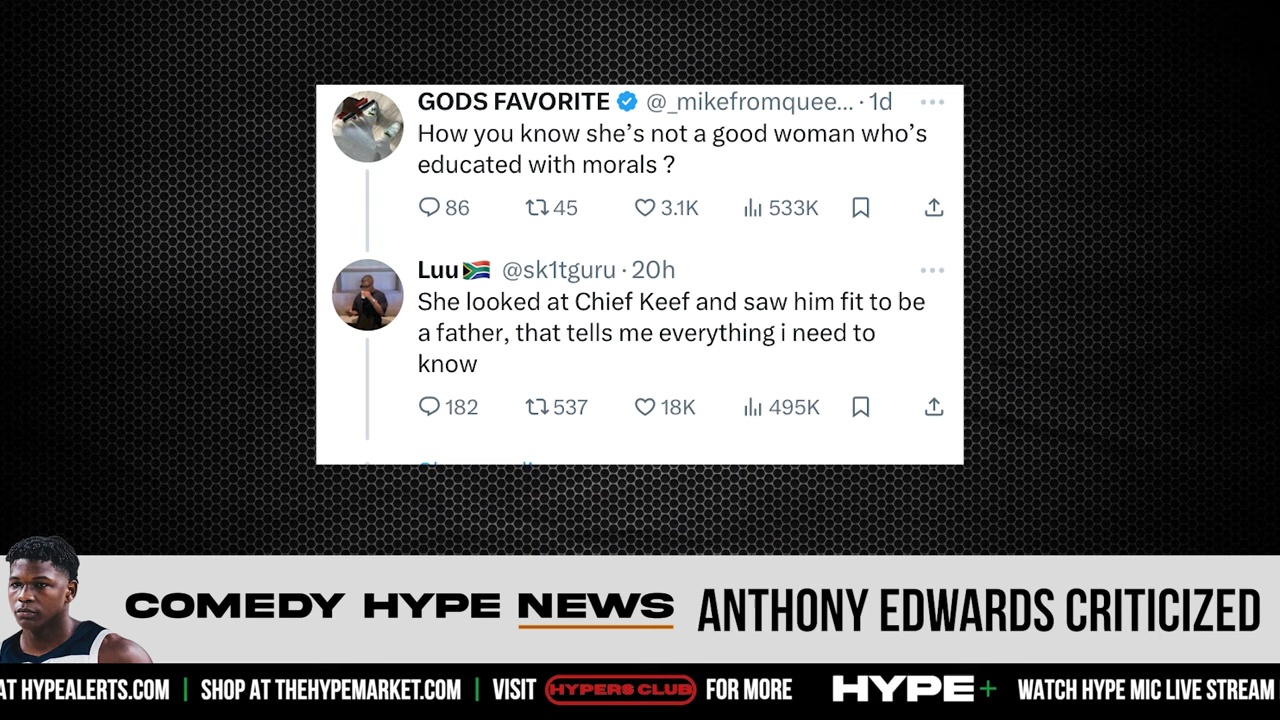 GODS FAVORITE @_mikefromquee... · 1d
How you know she's not a good woman who's
educated with morals ?
86 45 3.1K 533K
Luu🇿🇦 @sk1tguru · 20h
She looked at Chief Keef and saw him fit to be
a father, that tells me everything i need to
know
182 537 18K 495K
COMEDY HYPE NEWS ANTHONY EDWARDS CRITICIZED
AT HYPEALERTS.COM | SHOP AT THEHYPEMARKET.COM | VISIT HYPERS CLUB FOR MORE HYPE+ WATCH HYPE MIC LIVE STREAM